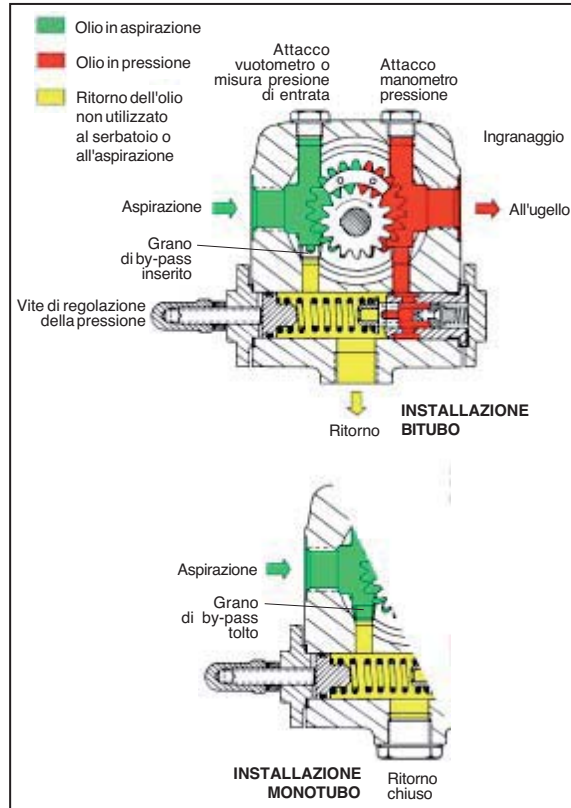 Olio in aspirazione
Olio in pressione
Ritorno dell'olio
non utilizzato
al serbatoio o
all'aspirazione
Attacco
vuotometro o
misura presione
di entrata
Attacco
manometro
pressione
Ingranaggio
Aspirazione
All'ugello
Grano
di by-pass
inserito
Vite di regolazione
della pressione
Ritorno
INSTALLAZIONE
BITUBO
Aspirazione
Grano
di by-pass
tolto
INSTALLAZIONE
MONOTUBO
Ritorno
chiuso